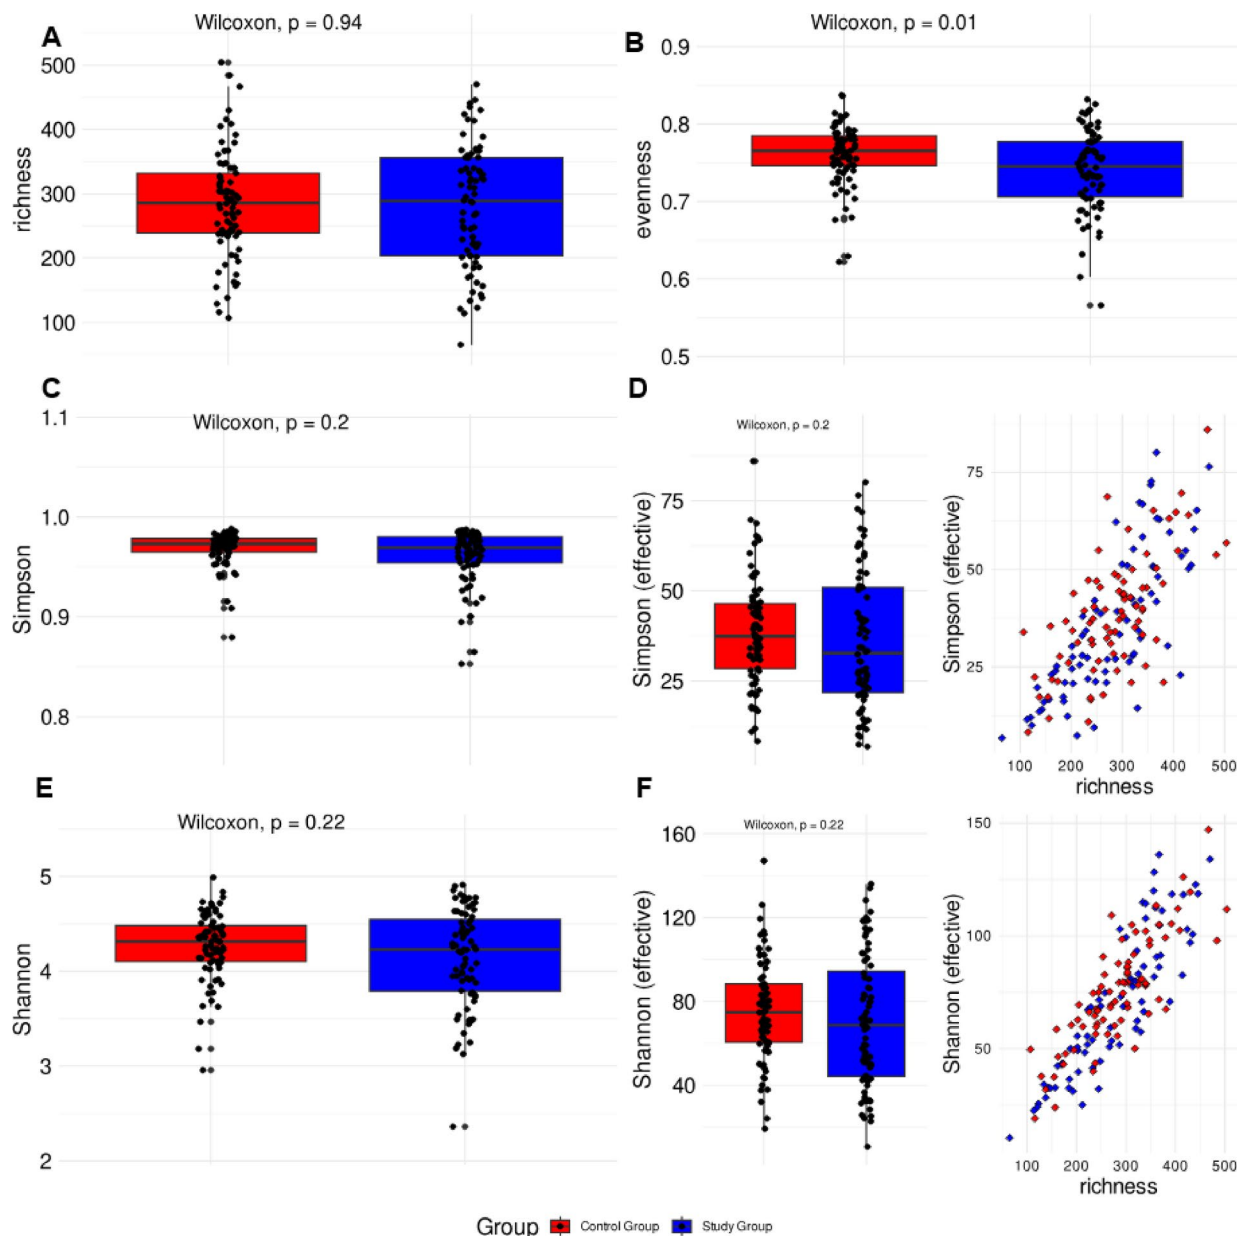 A
Wilcoxon, p = 0.94
richness
500
400
300
200
100
B
Wilcoxon, p = 0.01
evenness
0.9
0.8
0.7
0.6
0.5
C
Wilcoxon, p = 0.2
Simpson
1.1
1.0
0.9
0.8
D
Wilcoxon, p = 0.2
Simpson (effective)
75
50
25
Simpson (effective)
75
50
25
100 200 300 400 500
richness
E
Wilcoxon, p = 0.22
Shannon
5
4
3
2
F
Wilcoxon, p = 0.22
Shannon (effective)
160
120
80
40
Shannon (effective)
150
100
50
100 200 300 400 500
richness
Group Control Group Study Group